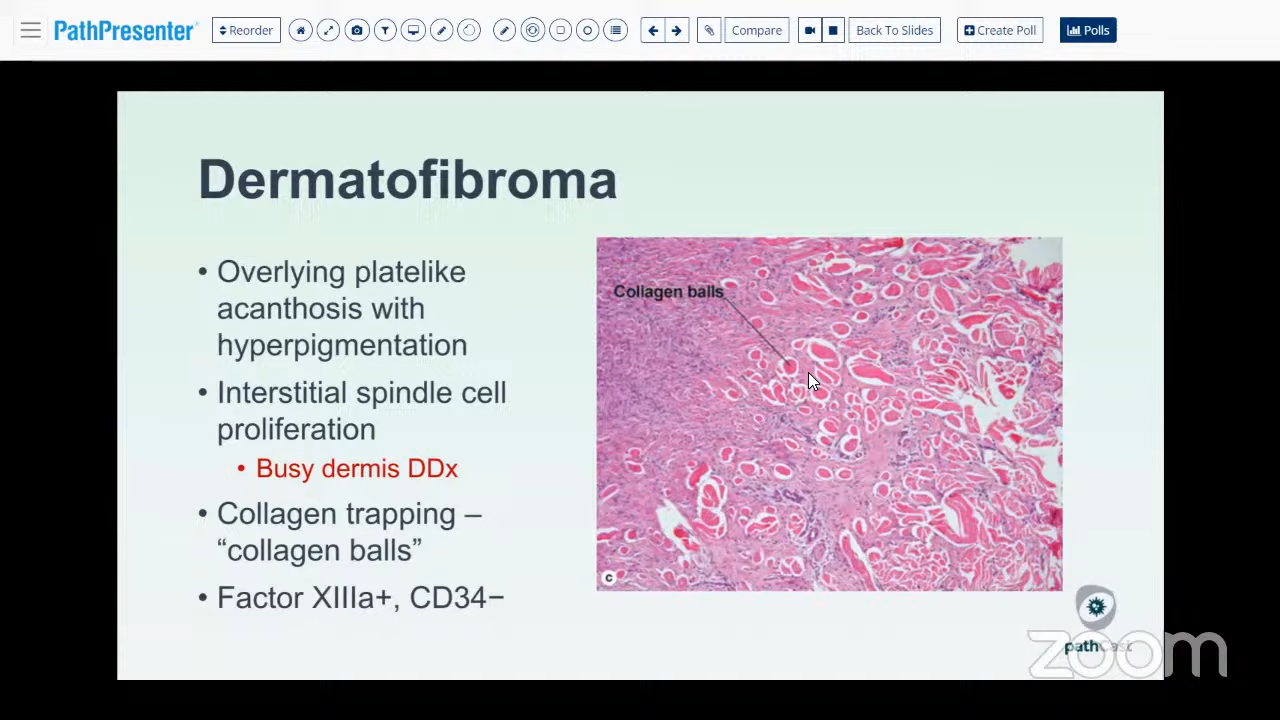 PathPresenter
Reorder
Compare
Back To Slides
Create Poll
Polls
Dermatofibroma
• Overlying platelike
acanthosis with
hyperpigmentation
• Interstitial spindle cell
proliferation
• Busy dermis DDx
• Collagen trapping –
“collagen balls”
• Factor XIIIa+, CD34−
Collagen balls
c
pathCast
zoom